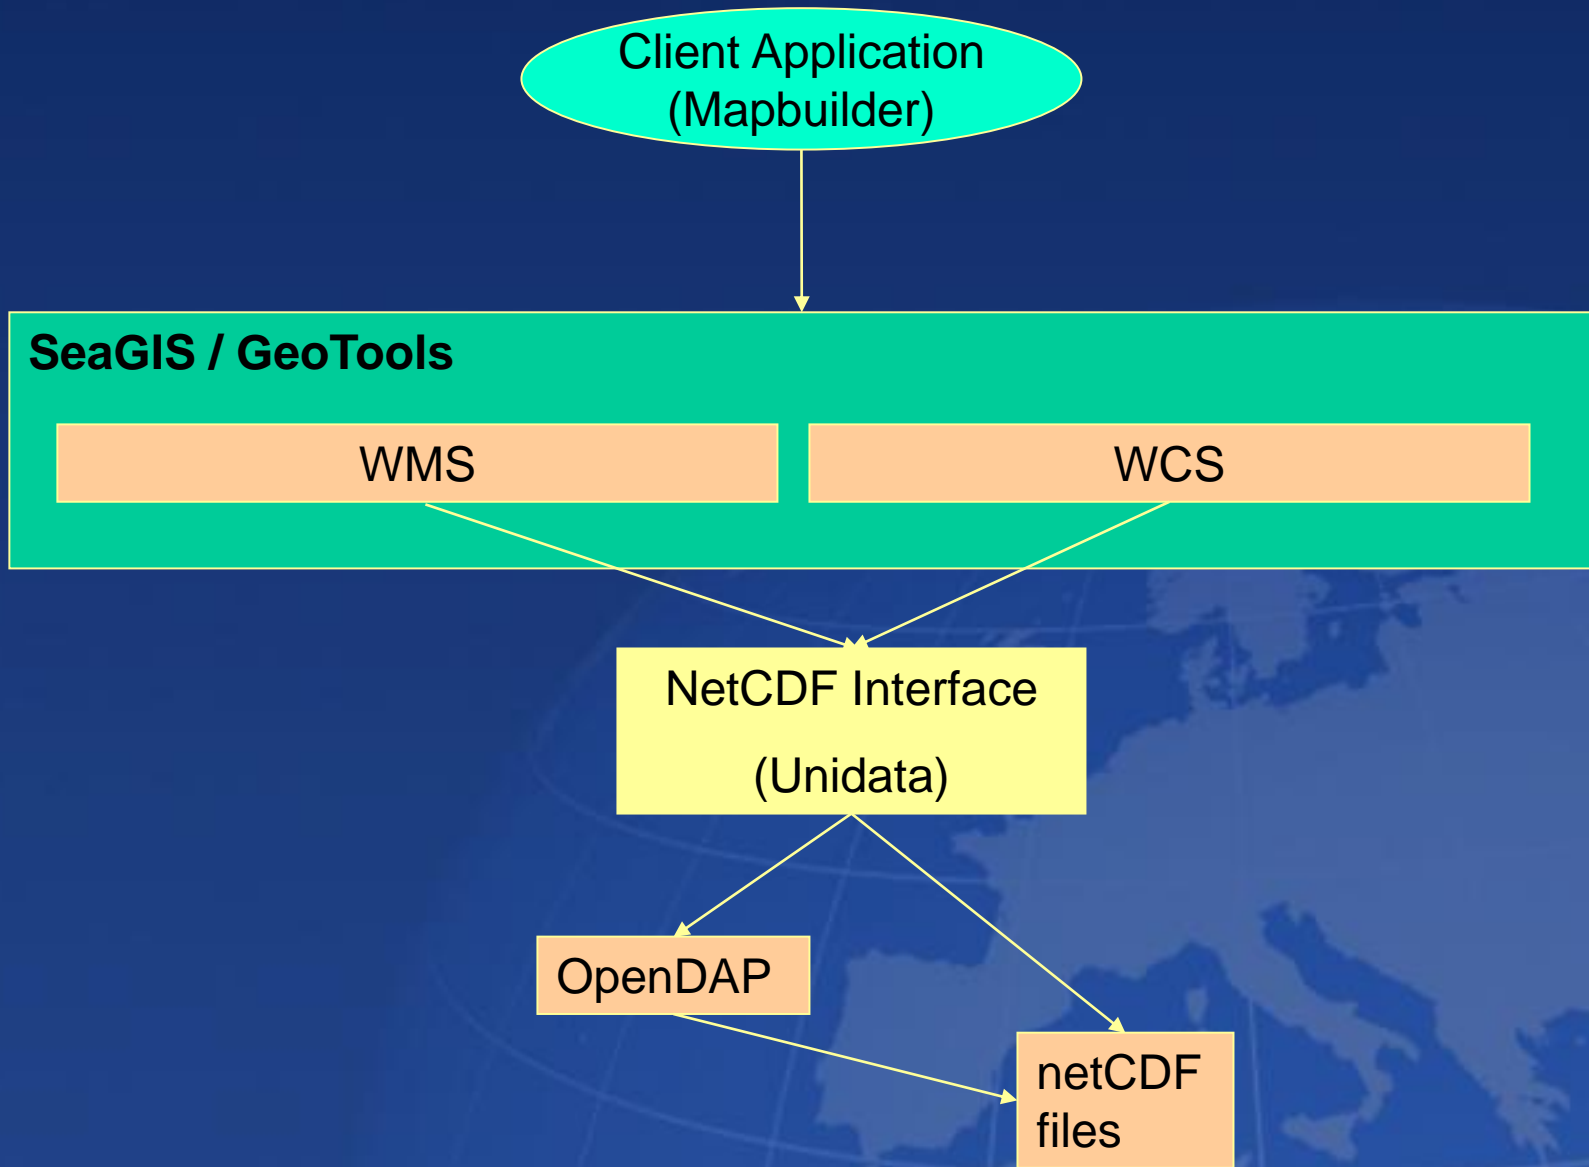 Client Application
(Mapbuilder)
SeaGIS / GeoTools
WMS
WCS
NetCDF Interface
(Unidata)
OpenDAP
netCDF
files